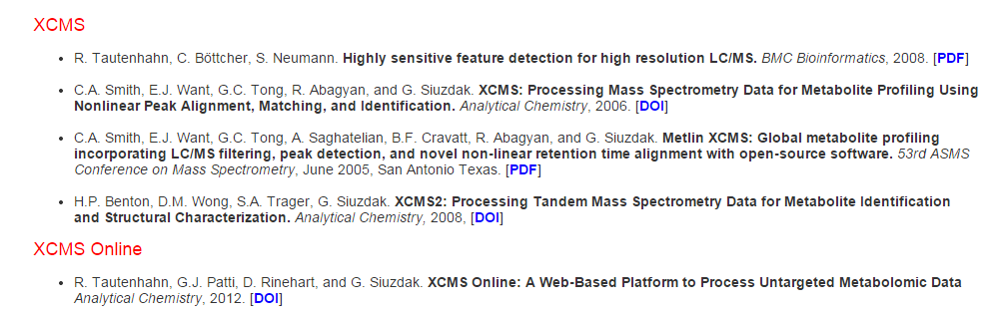 XCMS
• R. Tautenhahn, C. Böttcher, S. Neumann. Highly sensitive feature detection for high resolution LC/MS. BMC Bioinformatics, 2008. [PDF]
• C.A. Smith, E.J. Want, G.C. Tong, R. Abagyan, and G. Siuzdak. XCMS: Processing Mass Spectrometry Data for Metabolite Profiling Using
Nonlinear Peak Alignment, Matching, and Identification. Analytical Chemistry, 2006. [DOI]
• C.A. Smith, E.J. Want, G.C. Tong, A. Saghatelian, B.F. Cravatt, R. Abagyan, and G. Siuzdak. Metlin XCMS: Global metabolite profiling
incorporating LC/MS filtering, peak detection, and novel non-linear retention time alignment with open-source software. 53rd ASMS
Conference on Mass Spectrometry, June 2005, San Antonio Texas. [PDF]
• H.P. Benton, D.M. Wong, S.A. Trager, G. Siuzdak. XCMS2: Processing Tandem Mass Spectrometry Data for Metabolite Identification
and Structural Characterization. Analytical Chemistry, 2008, [DOI]
XCMS Online
• R. Tautenhahn, G.J. Patti, D. Rinehart, and G. Siuzdak. XCMS Online: A Web-Based Platform to Process Untargeted Metabolomic Data
Analytical Chemistry, 2012. [DOI]